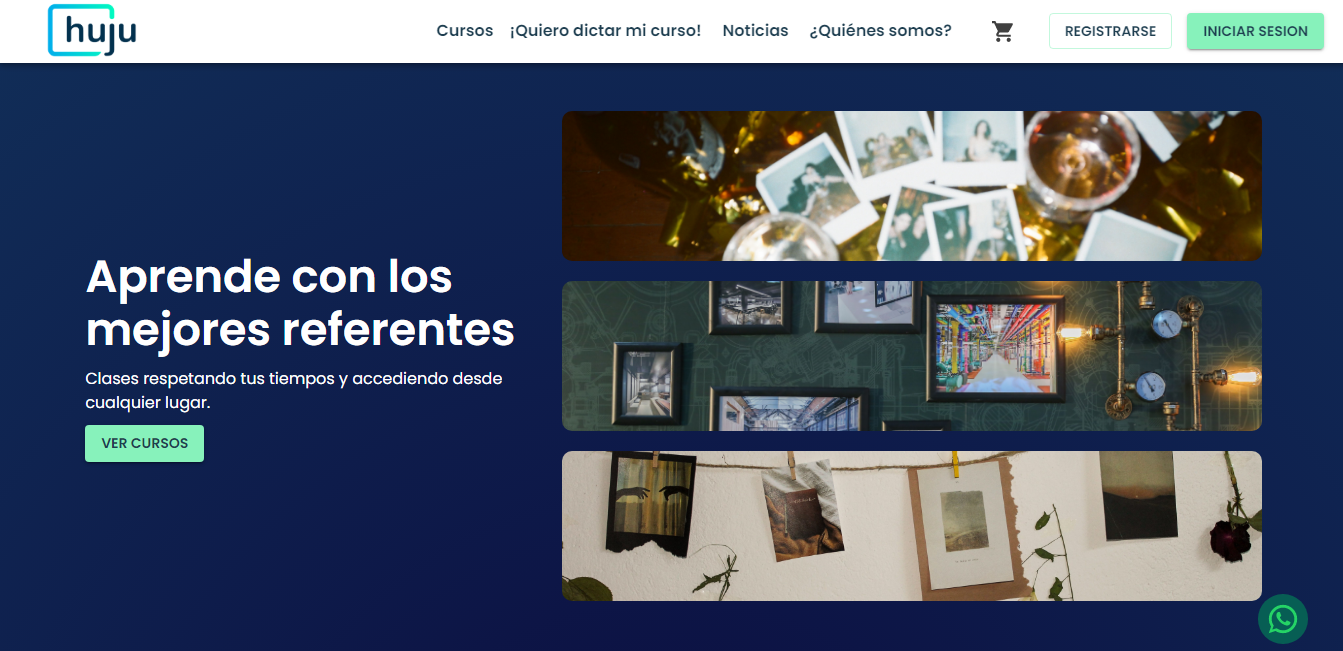 huju
Cursos
¡Quiero dictar mi curso!
Noticias
¿Quiénes somos?
REGISTRARSE
INICIAR SESION
Aprende con los
mejores referentes
Clases respetando tus tiempos y accediendo desde
cualquier lugar.
VER CURSOS